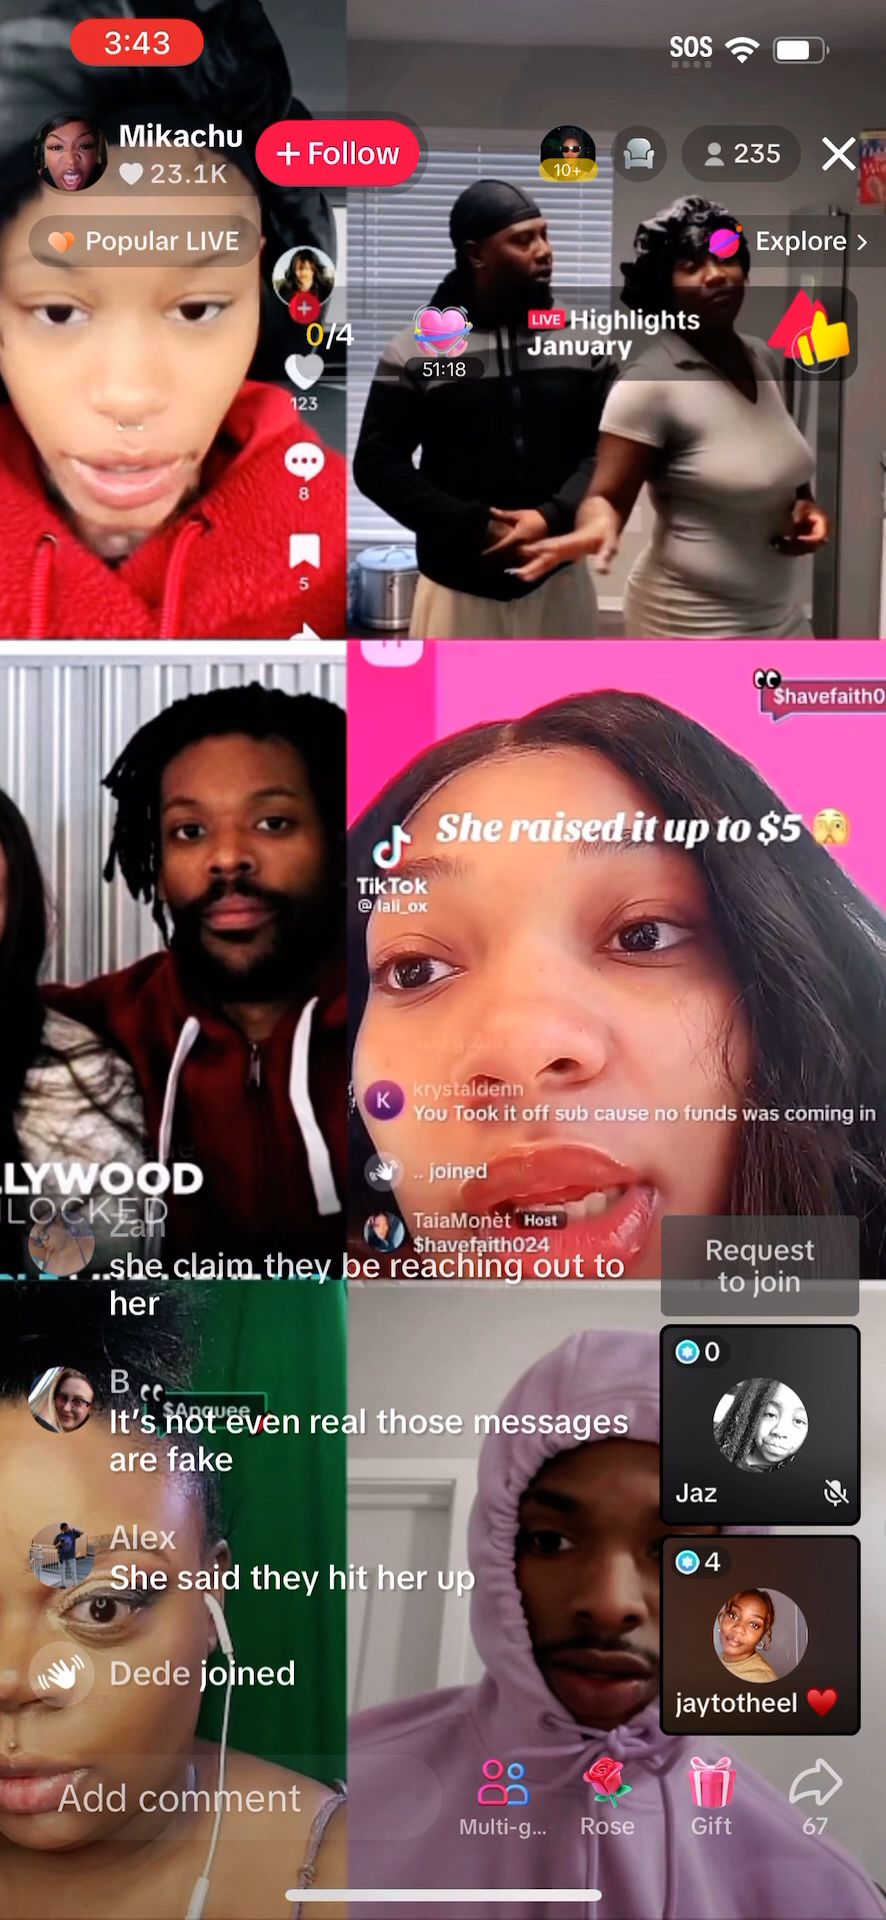 3:43
SOS
Mikachu
23.1K
+ Follow
10+
235
Popular LIVE
Explore >
0/4
LIVE Highlights
January
51:18
123
8
5
$havefaith0
She raised it up to $5
TikTok
@lali_ox
K
krystaldenn
You Took it off sub cause no funds was coming in
.. joined
LLYWOOD
NLOCKED
TaiaMonèt Host
$havefaith024
Zah
she claim they be reaching out to
her
Request
to join
0
B
$Apquee
It's not even real those messages
are fake
Jaz
Alex
She said they hit her up
4
Dede joined
jaytotheel
Add comment
Multi-g...
Rose
Gift
67